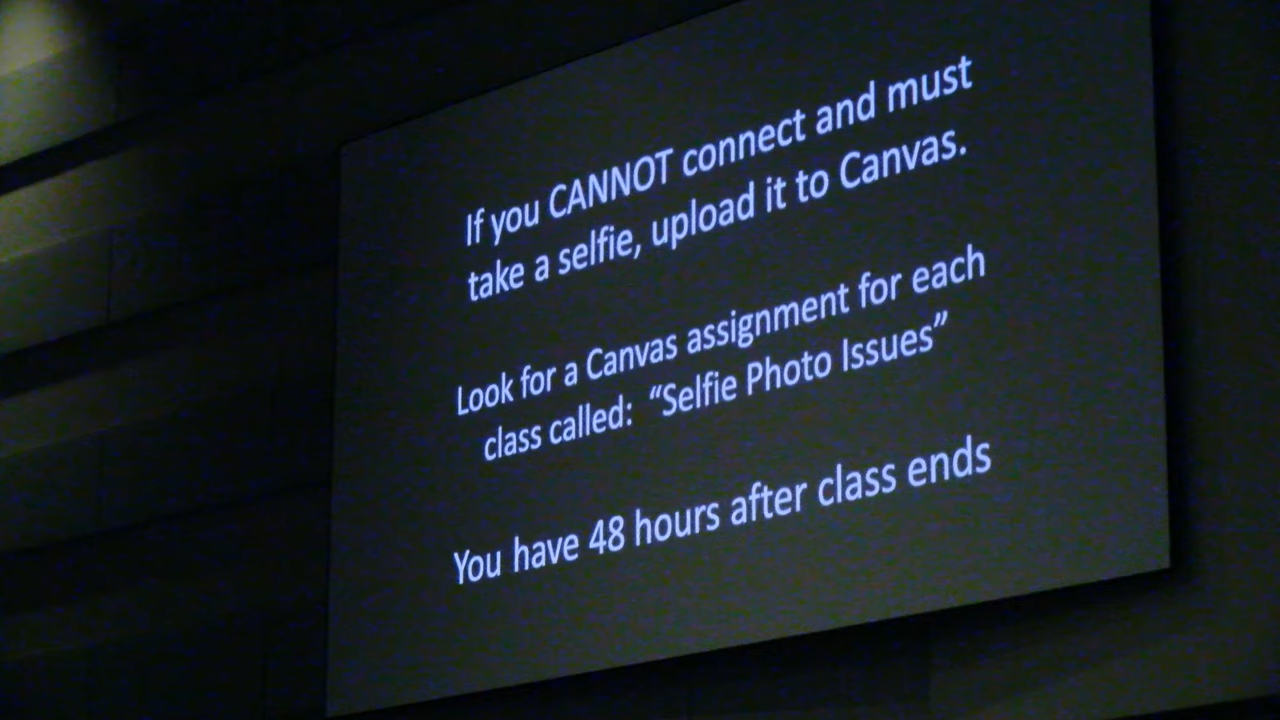 If you CANNOT connect and must
take a selfie, upload it to Canvas.
Look for a Canvas assignment for each
class called: “Selfie Photo Issues”
You have 48 hours after class ends